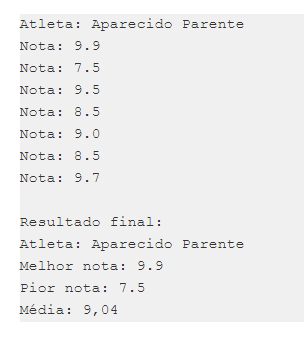 Atleta: Aparecido Parente
Nota: 9.9
Nota: 7.5
Nota: 9.5
Nota: 8.5
Nota: 9.0
Nota: 8.5
Nota: 9.7

Resultado final:
Atleta: Aparecido Parente
Melhor nota: 9.9
Pior nota: 7.5
Média: 9,04